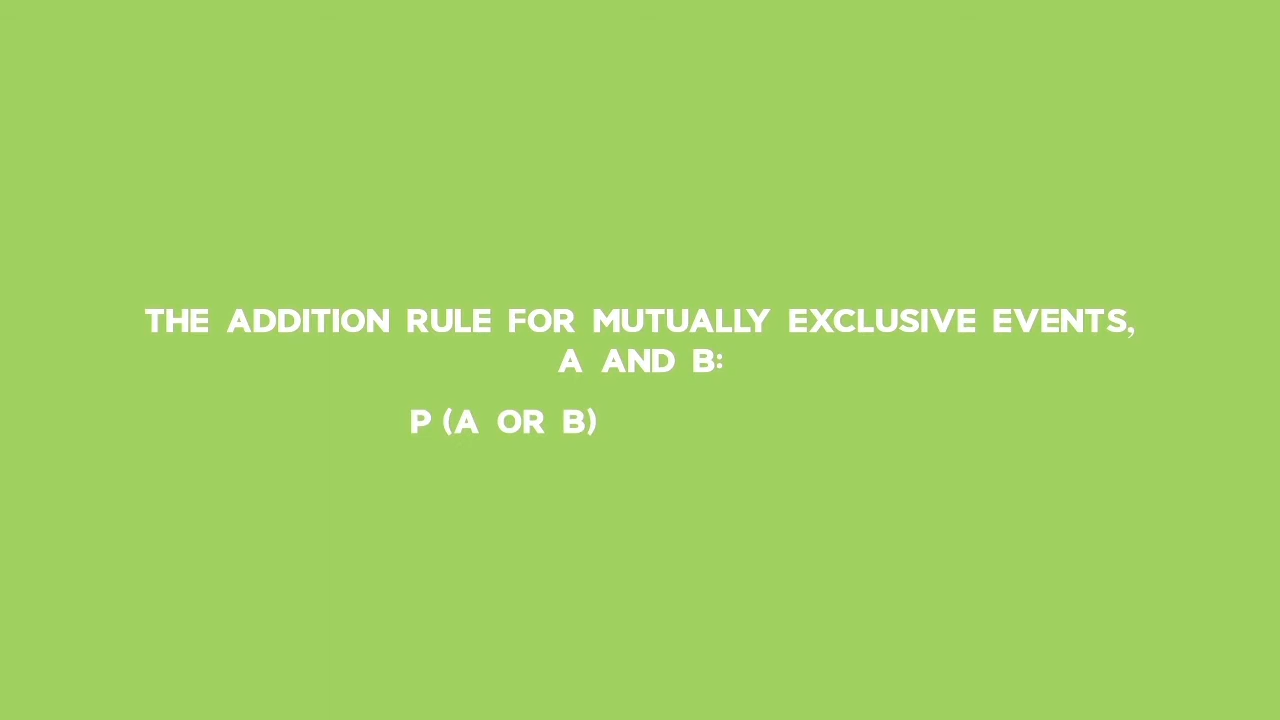 THE ADDITION RULE FOR MUTUALLY EXCLUSIVE EVENTS,
A AND B:
P (A OR B)